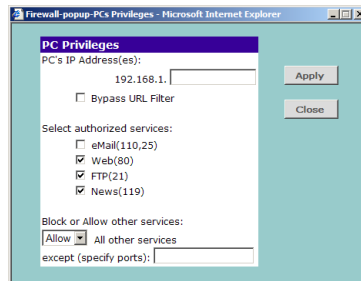 Firewall-popup-PCs Privileges - Microsoft Internet Explorer
PC Privileges
PC's IP Address(es):
192.168.1.
Apply
Bypass URL Filter
Close
Select authorized services:
eMail(110,25)
Web(80)
FTP(21)
News(119)
Block or Allow other services:
Allow All other services
except (specify ports):